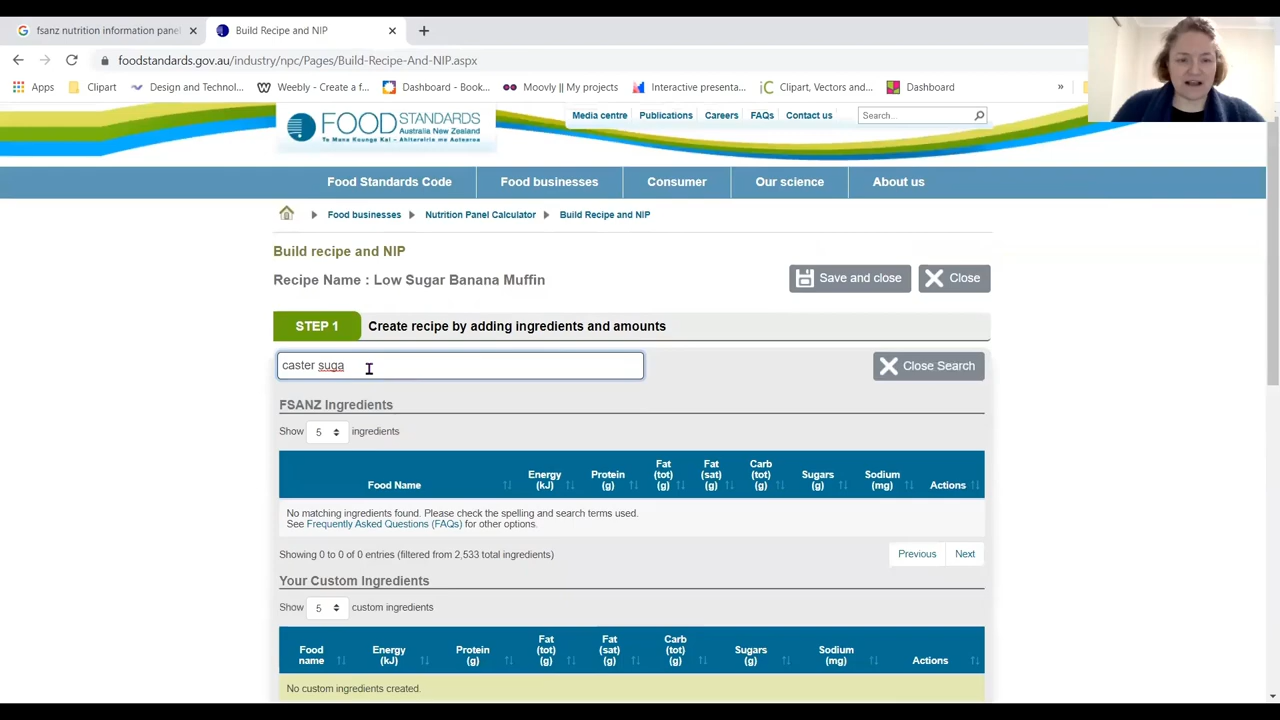 fsanz nutrition information panel
Build Recipe and NIP
foodstandards.gov.au/industry/npc/Pages/Build-Recipe-And-NIP.aspx
Apps
Clipart
Design and Technol...
Weebly - Create a f...
Dashboard - Book...
Moovly || My projects
Interactive presenta...
Clipart, Vectors and...
Dashboard
»
FOOD STANDARDS
Australia New Zealand
Te Mana Kounga Kai - Ahitereiria me Aotearoa
Media centre
Publications
Careers
FAQs
Contact us
Search...
Food Standards Code
Food businesses
Consumer
Our science
About us
Food businesses
Nutrition Panel Calculator
Build Recipe and NIP
Build recipe and NIP
Recipe Name : Low Sugar Banana Muffin
Save and close
Close
STEP 1
Create recipe by adding ingredients and amounts
caster suga
Close Search
FSANZ Ingredients
Show 5 ingredients
Food Name
Energy
(kJ)
Protein
(g)
Fat
(tot)
(g)
Fat
(sat)
(g)
Carb
(tot)
(g)
Sugars
(g)
Sodium
(mg)
Actions
No matching ingredients found. Please check the spelling and search terms used.
See Frequently Asked Questions (FAQs) for other options.
Showing 0 to 0 of 0 entries (filtered from 2,533 total ingredients)
Previous
Next
Your Custom Ingredients
Show 5 custom ingredients
Food
name
Energy
(kJ)
Protein
(g)
Fat
(tot)
(g)
Fat
(sat)
(g)
Carb
(tot)
(g)
Sugars
(g)
Sodium
(mg)
Actions
No custom ingredients created.